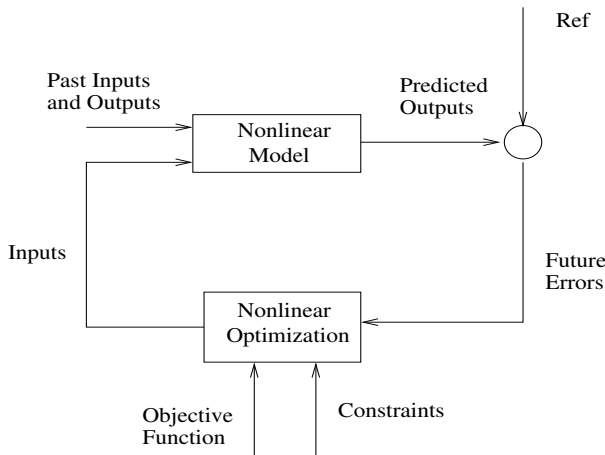 Ref
Past Inputs
and Outputs
Predicted
Outputs
Nonlinear
Model
Inputs
Future
Errors
Nonlinear
Optimization
Objective
Function
Constraints